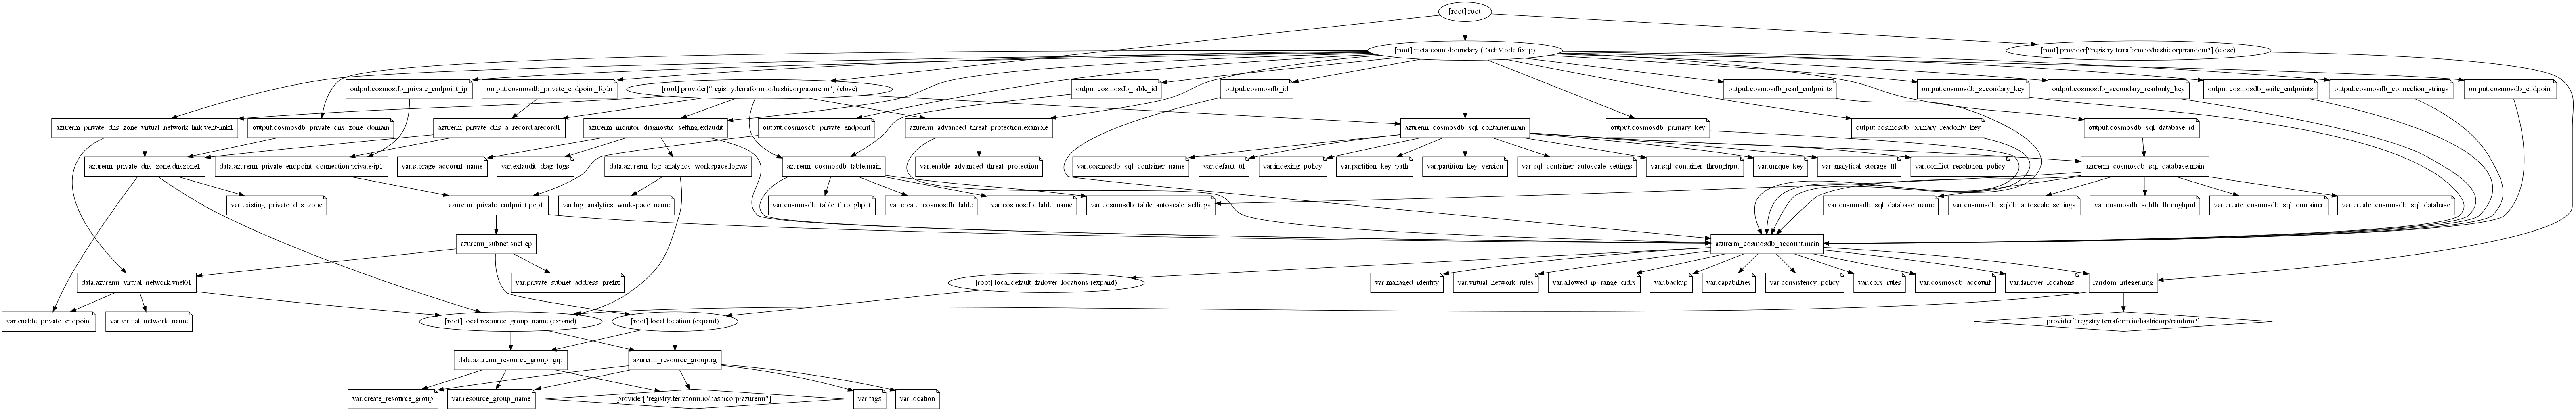 [root] root
[root] meta.count-boundary (EachMode fixup)
[root] provider["registry.terraform.io/hashicorp/random"] (close)
output.cosmosdb_private_endpoint_ip
output.cosmosdb_private_endpoint_fqdn
[root] provider["registry.terraform.io/hashicorp/azurerm"] (close)
output.cosmosdb_table_id
output.cosmosdb_id
output.cosmosdb_read_endpoints
output.cosmosdb_secondary_key
output.cosmosdb_secondary_readonly_key
output.cosmosdb_write_endpoints
output.cosmosdb_connection_strings
output.cosmosdb_endpoint
azurerm_private_dns_zone_virtual_network_link.vent-link1
output.cosmosdb_private_dns_zone_domain
azurerm_private_dns_a_record.arecord1
azurerm_monitor_diagnostic_setting.extaudit
output.cosmosdb_private_endpoint
azurerm_advanced_threat_protection.example
azurerm_cosmosdb_sql_container.main
output.cosmosdb_primary_key
output.cosmosdb_primary_readonly_key
output.cosmosdb_sql_database_id
azurerm_private_dns_zone.dnszone1
data.azurerm_private_endpoint_connection.private-ip1
var.storage_account_name
var.extaudit_diag_logs
data.azurerm_log_analytics_workspace.logws
azurerm_cosmosdb_table.main
var.enable_advanced_threat_protection
var.cosmosdb_sql_container_name
var.default_ttl
var.indexing_policy
var.partition_key_path
var.partition_key_version
var.sql_container_autoscale_settings
var.sql_container_throughput
var.unique_key
var.analytical_storage_ttl
var.conflict_resolution_policy
azurerm_cosmosdb_sql_database.main
var.existing_private_dns_zone
azurerm_private_endpoint.pep1
var.log_analytics_workspace_name
var.cosmosdb_table_throughput
var.create_cosmosdb_table
var.cosmosdb_table_name
var.cosmosdb_table_autoscale_settings
var.cosmosdb_sql_database_name
var.cosmosdb_sqldb_autoscale_settings
var.cosmosdb_sqldb_throughput
var.create_cosmosdb_sql_container
var.create_cosmosdb_sql_database
azurerm_subnet.snet-ep
azurerm_cosmosdb_account.main
data.azurerm_virtual_network.vnet01
var.private_subnet_address_prefix
[root] local.default_failover_locations (expand)
var.managed_identity
var.virtual_network_rules
var.allowed_ip_range_cidrs
var.backup
var.capabilities
var.consistency_policy
var.cors_rules
var.cosmosdb_account
var.failover_locations
random_integer.intg
var.enable_private_endpoint
var.virtual_network_name
[root] local.resource_group_name (expand)
[root] local.location (expand)
provider["registry.terraform.io/hashicorp/random"]
data.azurerm_resource_group.rgrp
azurerm_resource_group.rg
var.create_resource_group
var.resource_group_name
provider["registry.terraform.io/hashicorp/azurerm"]
var.tags
var.location